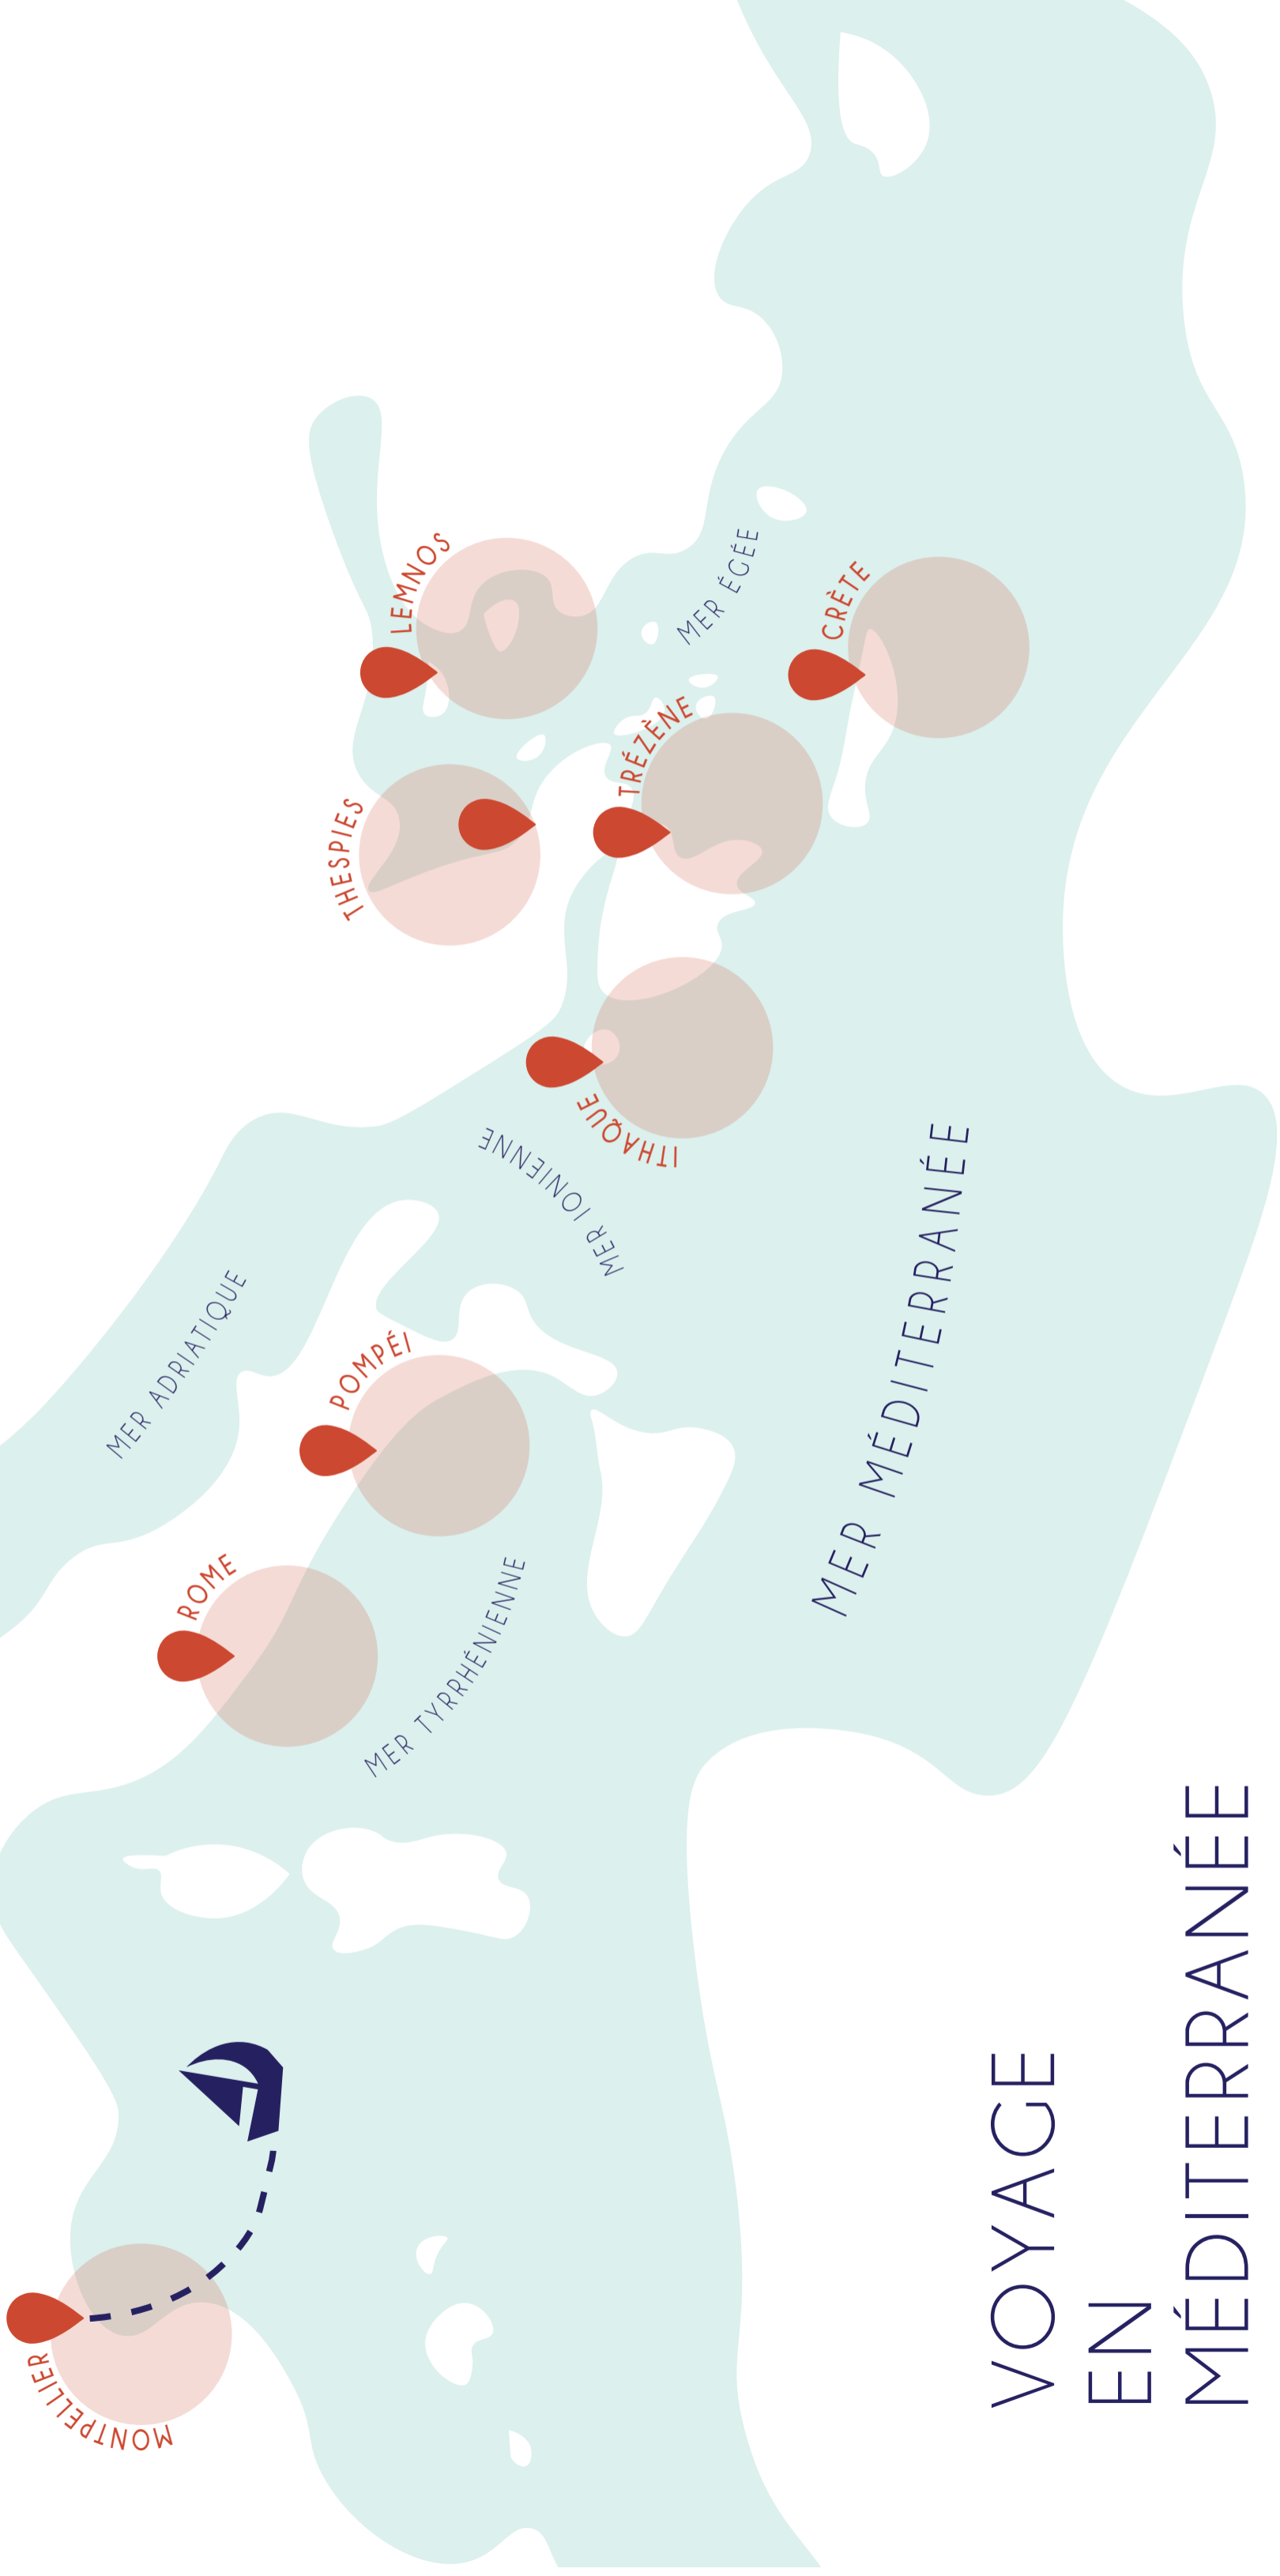 VOYAGE
EN
MÉDITERRANÉE
MONTPELLIER
ROME
POMPÉI
ITHAQUE
THESPIES
TRÉZÈNE
LEMNOS
CRÈTE
MER ADRIATIQUE
MER TYRRHÉNIENNE
MER IONIENNE
MER ÉGÉE
MER MÉDITERRANÉE